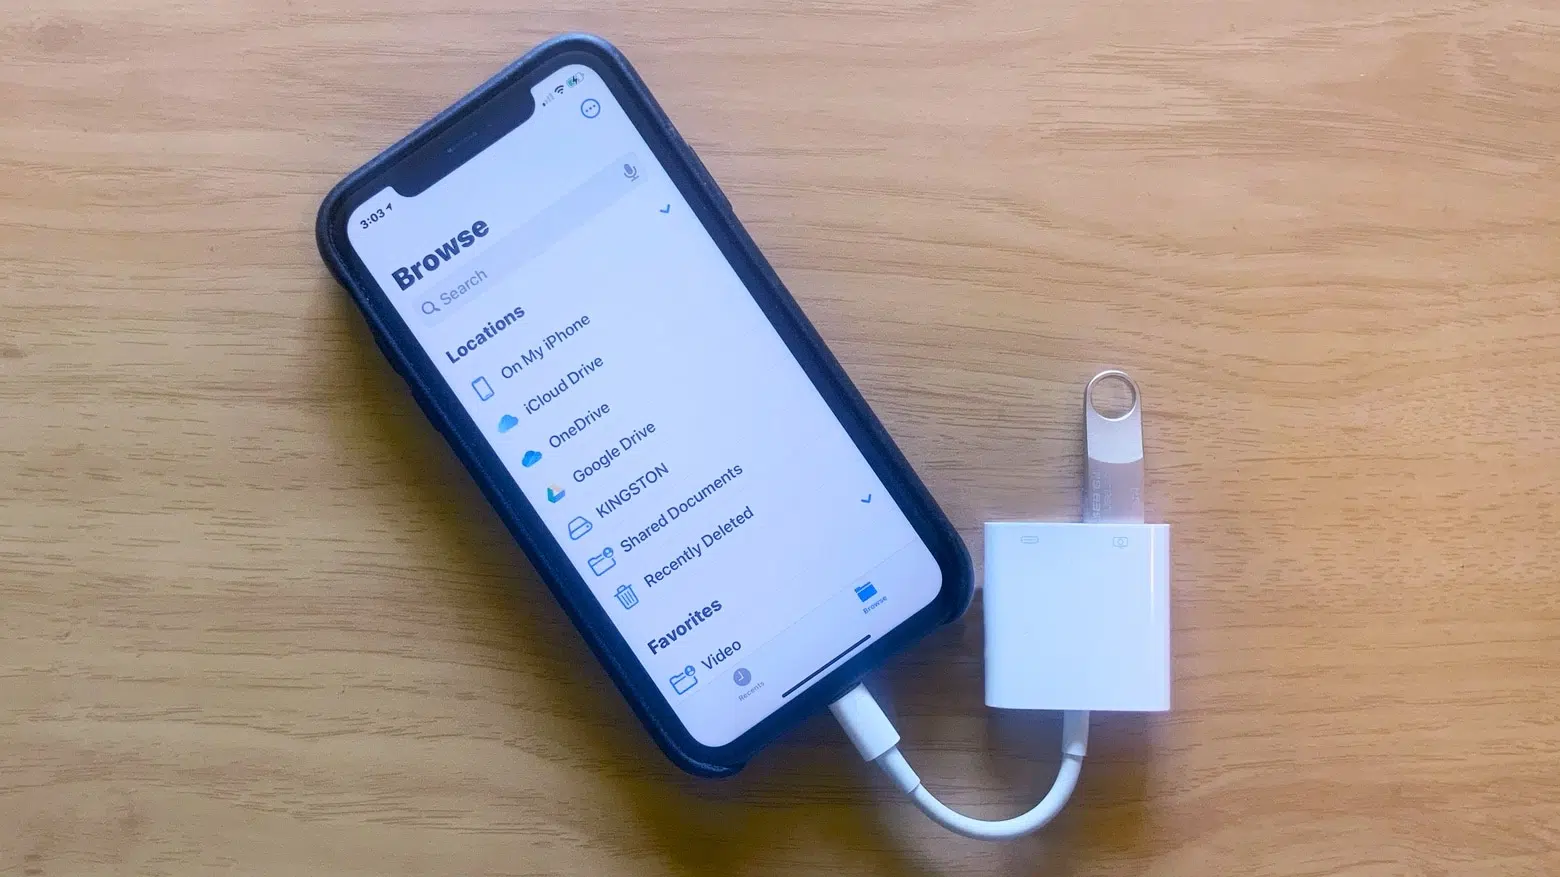 3:03
Browse
Search
Locations
On My iPhone
iCloud Drive
OneDrive
Google Drive
KINGSTON
Shared Documents
Recently Deleted
Favorites
Video
Recents
Browse